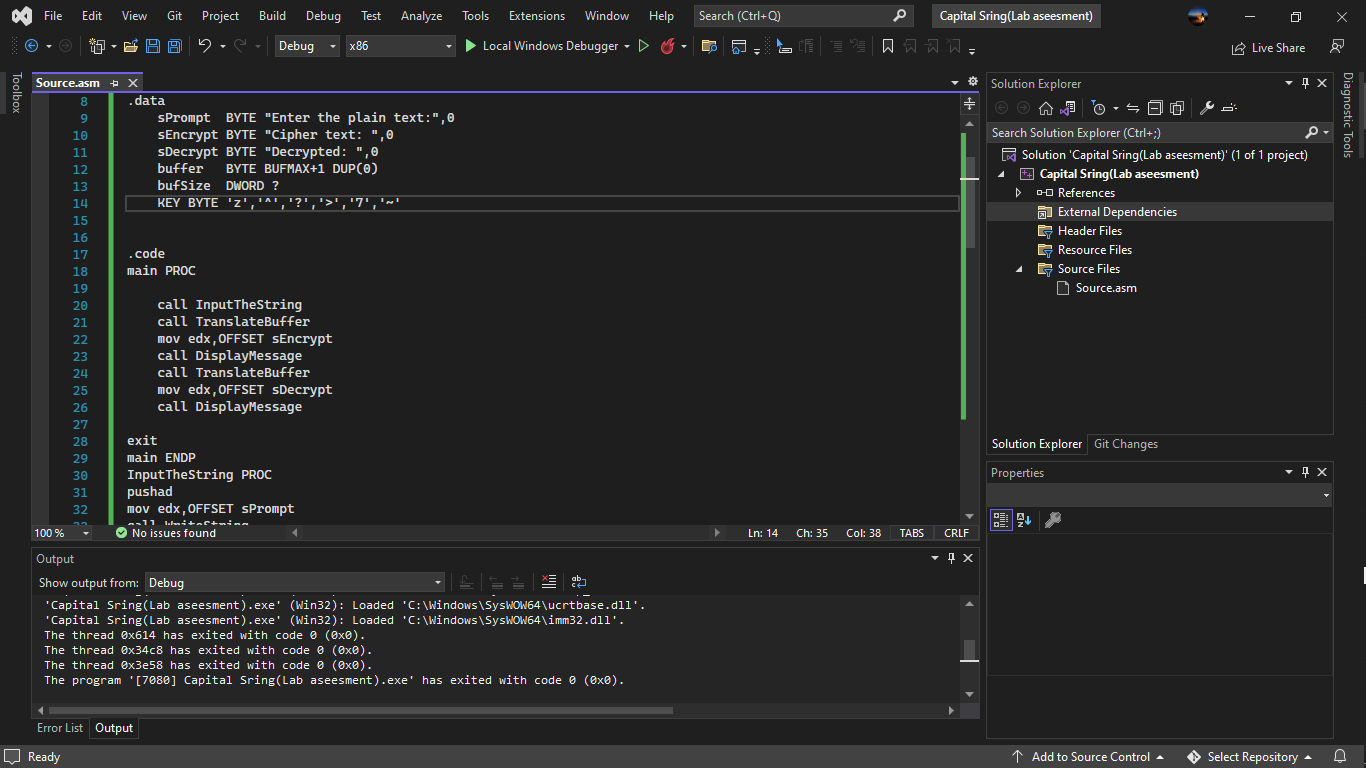 File Edit View Git Project Build Debug Test Analyze Tools Extensions Window Help Search (Ctrl+Q) Capital Sring(Lab aseesment)
Debug x86 Local Windows Debugger Live Share
Toolbox
Source.asm
8 .data
9 sPrompt BYTE "Enter the plain text:",0
10 sEncrypt BYTE "Cipher text: ",0
11 sDecrypt BYTE "Decrypted: ",0
12 buffer BYTE BUFMAX+1 DUP(0)
13 bufSize DWORD ?
14 KEY BYTE 'z','^','?','>','7','~'
15
16
17 .code
18 main PROC
19
20 call InputTheString
21 call TranslateBuffer
22 mov edx,OFFSET sEncrypt
23 call DisplayMessage
24 call TranslateBuffer
25 mov edx,OFFSET sDecrypt
26 call DisplayMessage
27
28 exit
29 main ENDP
30 InputTheString PROC
31 pushad
32 mov edx,OFFSET sPrompt
33 call WriteString
100 % No issues found Ln: 14 Ch: 35 Col: 38 TABS CRLF
Output
Show output from: Debug
'Capital Sring(Lab aseesment).exe' (Win32): Loaded 'C:\Windows\SysWOW64\ucrtbase.dll'.
'Capital Sring(Lab aseesment).exe' (Win32): Loaded 'C:\Windows\SysWOW64\imm32.dll'.
The thread 0x614 has exited with code 0 (0x0).
The thread 0x34c8 has exited with code 0 (0x0).
The thread 0x3e58 has exited with code 0 (0x0).
The program '[7080] Capital Sring(Lab aseesment).exe' has exited with code 0 (0x0).
Error List Output
Solution Explorer
Search Solution Explorer (Ctrl+;)
Solution 'Capital Sring(Lab aseesment)' (1 of 1 project)
Capital Sring(Lab aseesment)
References
External Dependencies
Header Files
Resource Files
Source Files
Source.asm
Solution Explorer Git Changes
Properties
Diagnostic Tools
Ready Add to Source Control Select Repository